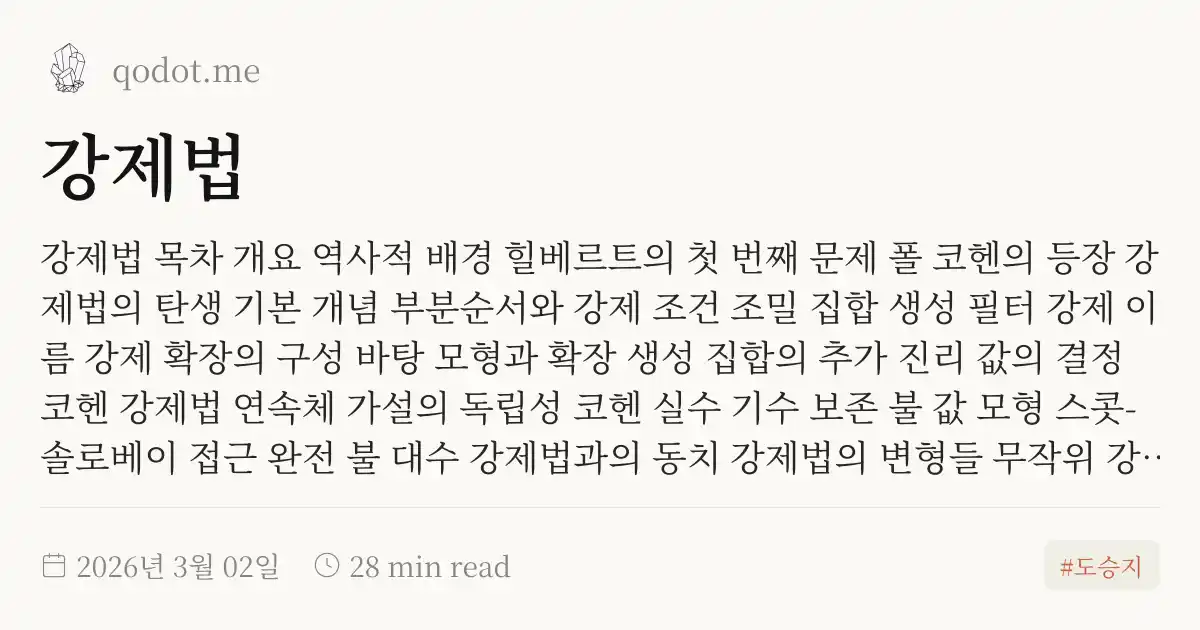 qodot.me
강제법
강제법 목차 개요 역사적 배경 힐베르트의 첫 번째 문제 폴 코헨의 등장 강
제법의 탄생 기본 개념 부분순서와 강제 조건 조밀 집합 생성 필터 강제 이
름 강제 확장의 구성 바탕 모형과 확장 생성 집합의 추가 진리 값의 결정
코헨 강제법 연속체 가설의 독립성 코헨 실수 기수 보존 불 값 모형 스콧-
솔로베이 접근 완전 불 대수 강제법과의 동치 강제법의 변형들 무작위 강…
2026년 3월 02일
28 min read
#도승지